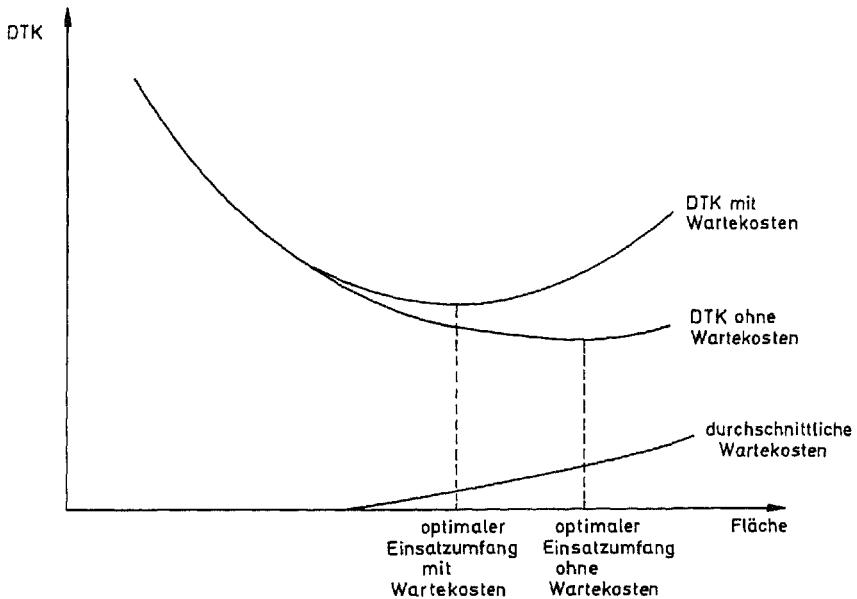 DTK
DTK mit
Wartekosten
DTK ohne
Wartekosten
durchschnittliche
Wartekosten
optimaler
Einsatzumfang
mit
Wartekosten
optimaler
Einsatzumfang
ohne
Wartekosten
Fläche